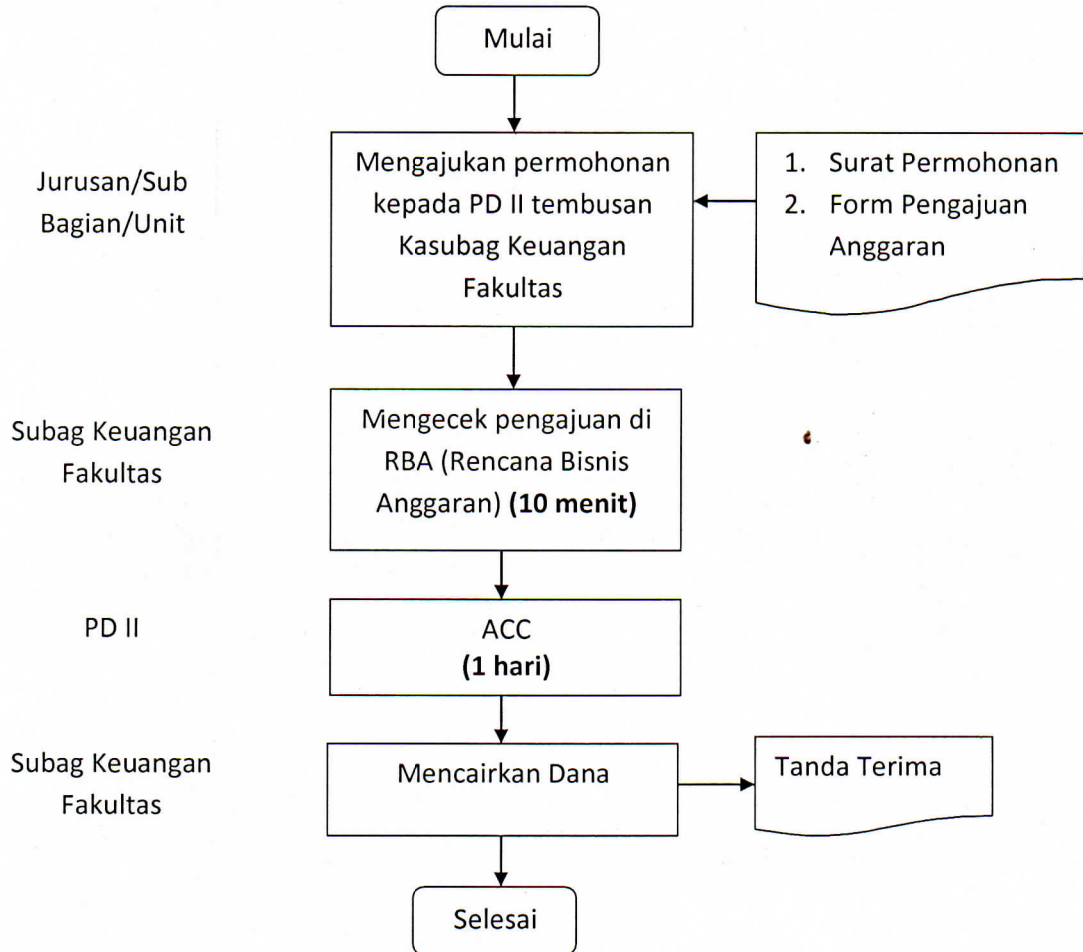 Mulai
Jurusan/Sub
Bagian/Unit
Mengajukan permohonan
kepada PD II tembusan
Kasubag Keuangan
Fakultas
1. Surat Permohonan
2. Form Pengajuan
Anggaran
Subag Keuangan
Fakultas
Mengecek pengajuan di
RBA (Rencana Bisnis
Anggaran) (10 menit)
PD II
ACC
(1 hari)
Subag Keuangan
Fakultas
Mencairkan Dana
Tanda Terima
Selesai